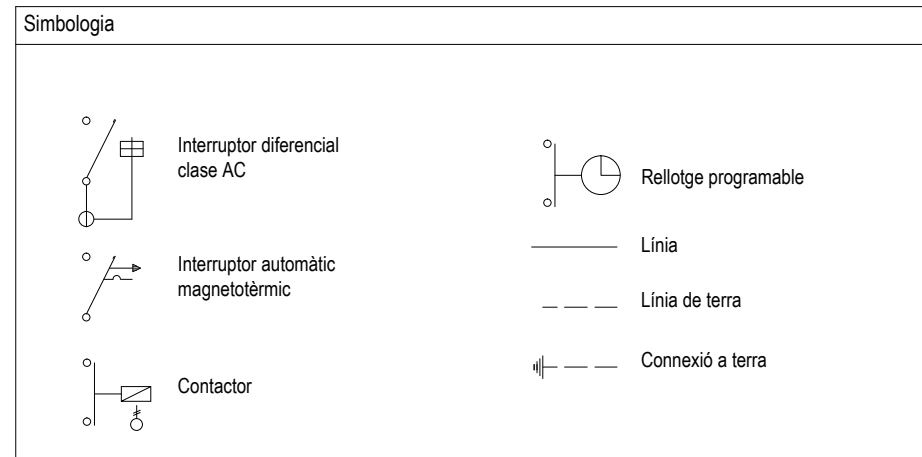 Simbologia
Interruptor diferencial
clase AC
Interruptor automàtic
magnetotèrmic
Contactor
Rellotge programable
Línia
Línia de terra
Connexió a terra